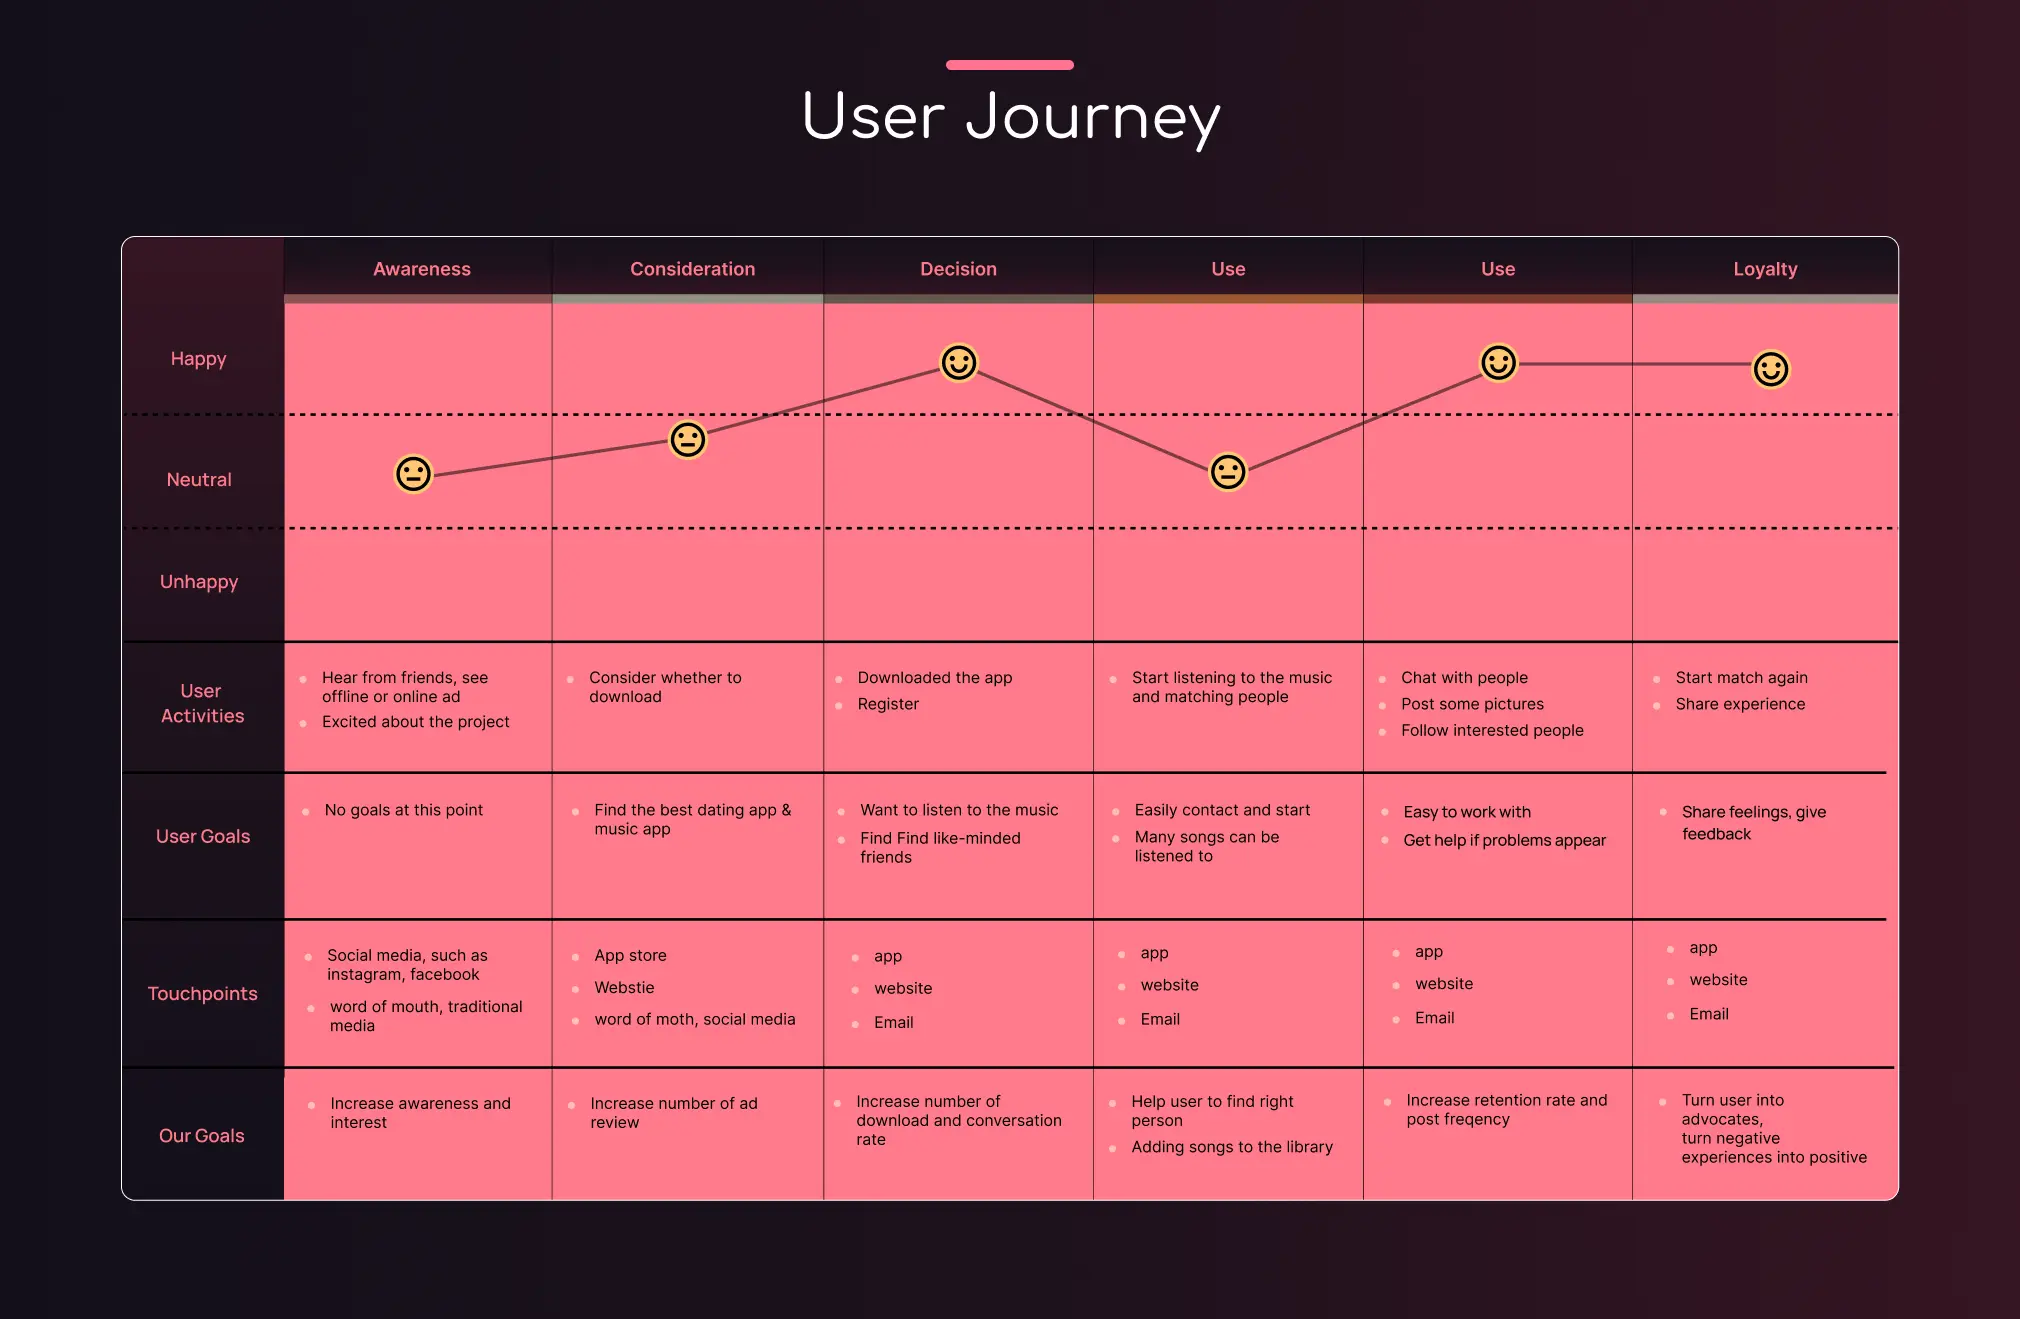 User Journey
Awareness
Consideration
Decision
Use
Use
Loyalty
Happy
Neutral
Unhappy
User
Activities
Hear from friends, see
offline or online ad
Excited about the project
Consider whether to
download
Downloaded the app
Register
Start listening to the music
and matching people
Chat with people
Post some pictures
Follow interested people
Start match again
Share experience
User Goals
No goals at this point
Find the best dating app &
music app
Want to listen to the music
Find Find like-minded
friends
Easily contact and start
Many songs can be
listened to
Easy to work with
Get help if problems appear
Share feelings, give
feedback
Touchpoints
Social media, such as
instagram, facebook
word of mouth, traditional
media
App store
Webstie
word of moth, social media
app
website
Email
app
website
Email
app
website
Email
app
website
Email
Our Goals
Increase awareness and
interest
Increase number of ad
review
Increase number of
download and conversation
rate
Help user to find right
person
Adding songs to the library
Increase retention rate and
post freqency
Turn user into
advocates,
turn negative
experiences into positive